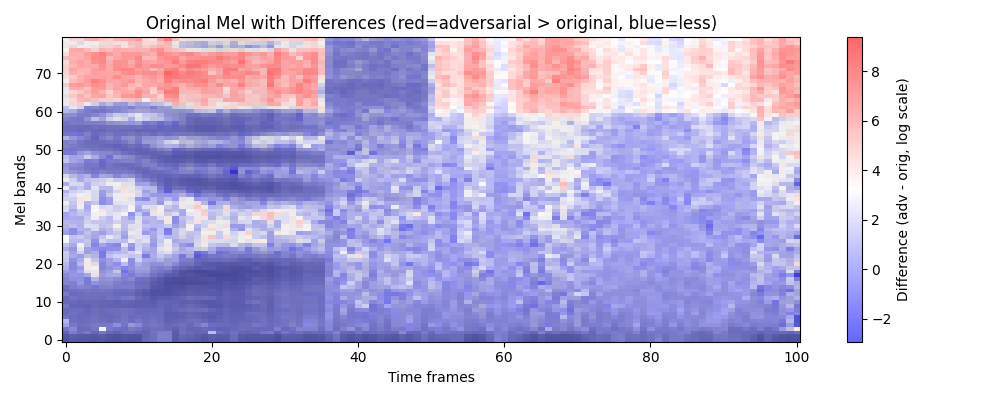 Original Mel with Differences (red=adversarial > original, blue=less)
Mel bands
70
60
50
40
30
20
10
0
0 20 40 60 80 100
Time frames
8
6
4
2
0
−2
Difference (adv - orig, log scale)